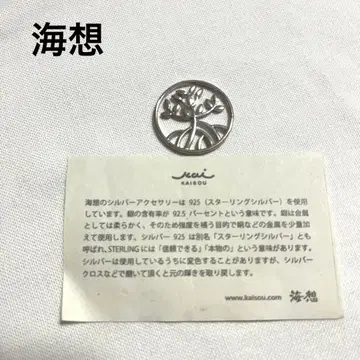 海想
Kai
KAISOU
海想のシルバーアクセサリーは 925 (スターリングシルバー) を使用
しています。銀の含有率が 92.5 パーセントという意味です。銀は金属
としては柔らかく、そのため強度を補う目的で銅などの金属を少量加
えて使用します。シルバー 925 は別名「スターリングシルバー」とも
呼ばれ、STERLING には「信頼できる」「本物の」という意味があります。
シルバーは使用しているうちに変色することがありますが、シルバー
クロスなどで磨いて頂くと元の輝きを取り戻します。
www.kaisou.com 海想